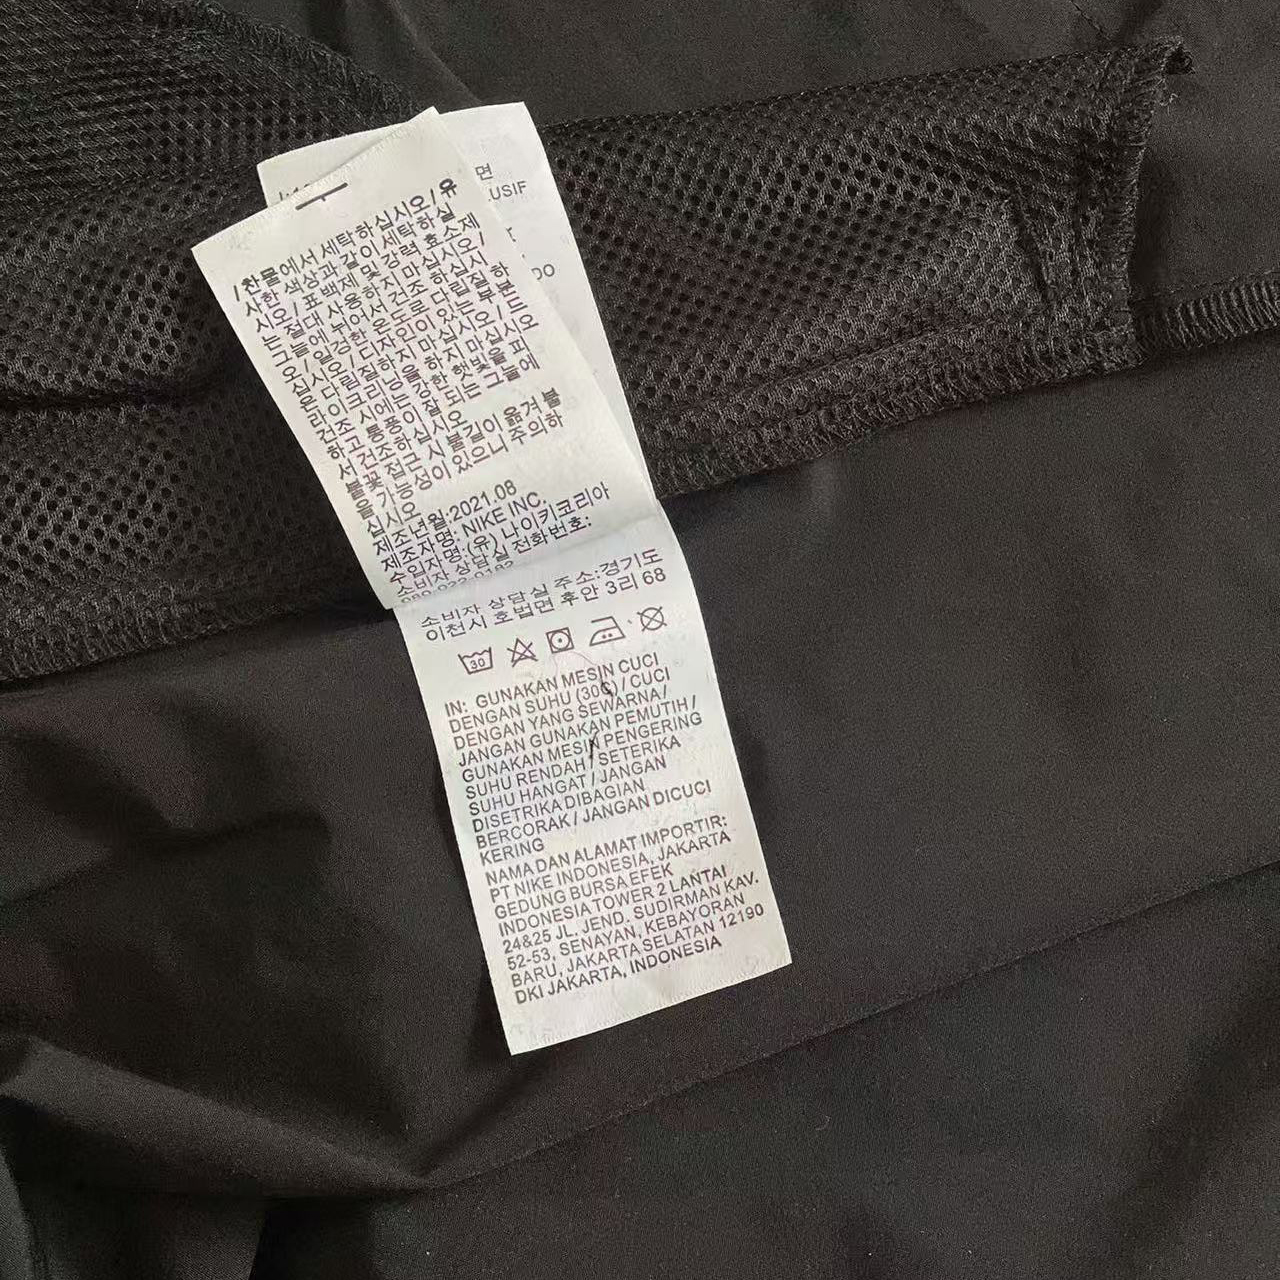 면
USIF
DO
/찬물에서 세탁하십시오/유
사한 색상과 같이 세탁하실
시오/표백제 및 강력 효소제
는 절대 사용하지 마십시오/
그늘에 뉘어서 건조 하십시
오/일경한 온도로 다림질 하
십시오/디자인이 있는 부분
은 다림질하지 마십시오/드
라이크리닝을 하지 마십시오
건조시에는 강한 햇빛을 피
하고 통풍이 잘되는 그늘에
서 건조하십시오
불꽃 접근 시 불길이 옮겨 붙
을 가능성이 있으니 주의하
십시오
제조년월:2021.08
제조자명: NIKE INC.
수입자명:(유)나이키코리아
소비자 상담실 전화번호:
소비자 상담실 주소:경기도
이천시 호법면 후안 3리 68
30
IN: GUNAKAN MESIN CUCI
DENGAN SUHU (30C) / CUCI
DENGAN YANG SEWARNA /
JANGAN GUNAKAN PEMUTIH /
GUNAKAN MESIN PENGERING
SUHU RENDAH / SETERIKA
SUHU HANGAT / JANGAN
DISETRIKA DIBAGIAN
BERCORAK / JANGAN DICUCI
KERING
NAMA DAN ALAMAT IMPORTIR:
PT NIKE INDONESIA, JAKARTA
GEDUNG BURSA EFEK
INDONESIA TOWER 2 LANTAI
24&25 JL. JEND. SUDIRMAN KAV.
52-53, SENAYAN, KEBAYORAN
BARU, JAKARTA SELATAN 12190
DKI JAKARTA, INDONESIA